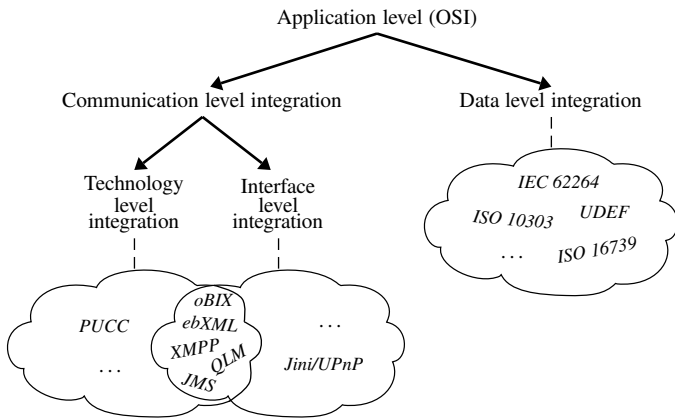 Application level (OSI)
Communication level integration
Data level integration
Technology
level
integration
Interface
level
integration
IEC 62264
ISO 10303
UDEF
...
ISO 16739
PUCC
...
oBIX
ebXML
XMPP
QLM
JMS
...
Jini/UPnP